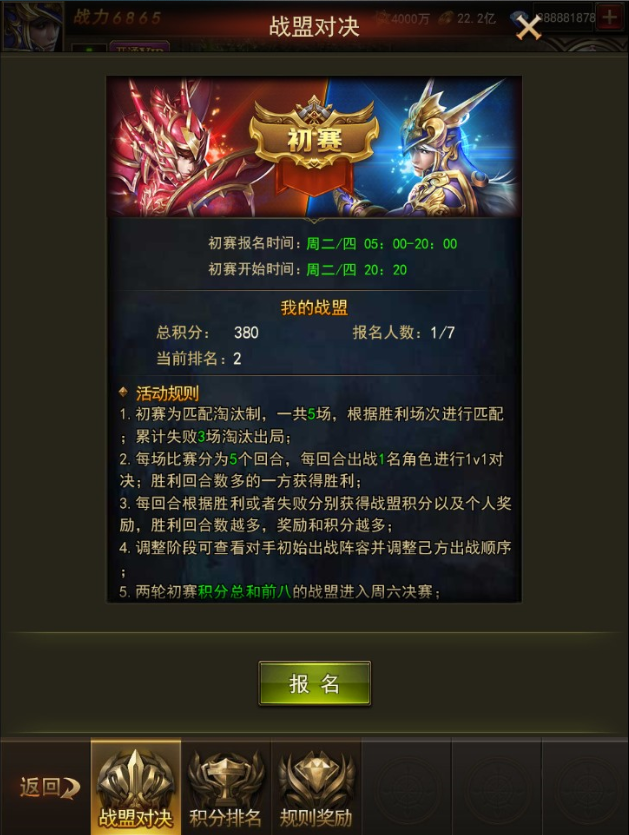 战力6865
4000万
22.2亿
888881878
战盟对决
初赛
初赛报名时间：周二/四 05：00-20：00
初赛开始时间：周二/四 20：20
我的战盟
总积分： 380
报名人数：1/7
当前排名：2
活动规则
1.初赛为匹配淘汰制，一共5场，根据胜利场次进行匹配
；累计失败3场淘汰出局；
2.每场比赛分为5个回合，每回合出战1名角色进行1v1对
决；胜利回合数多的一方获得胜利；
3.每回合根据胜利或者失败分别获得战盟积分以及个人奖
励，胜利回合数越多，奖励和积分越多；
4.调整阶段可查看对手初始出战阵容并调整己方出战顺序
；
5.两轮初赛积分总和前八的战盟进入周六决赛；
报 名
返回
战盟对决
积分排名
规则奖励